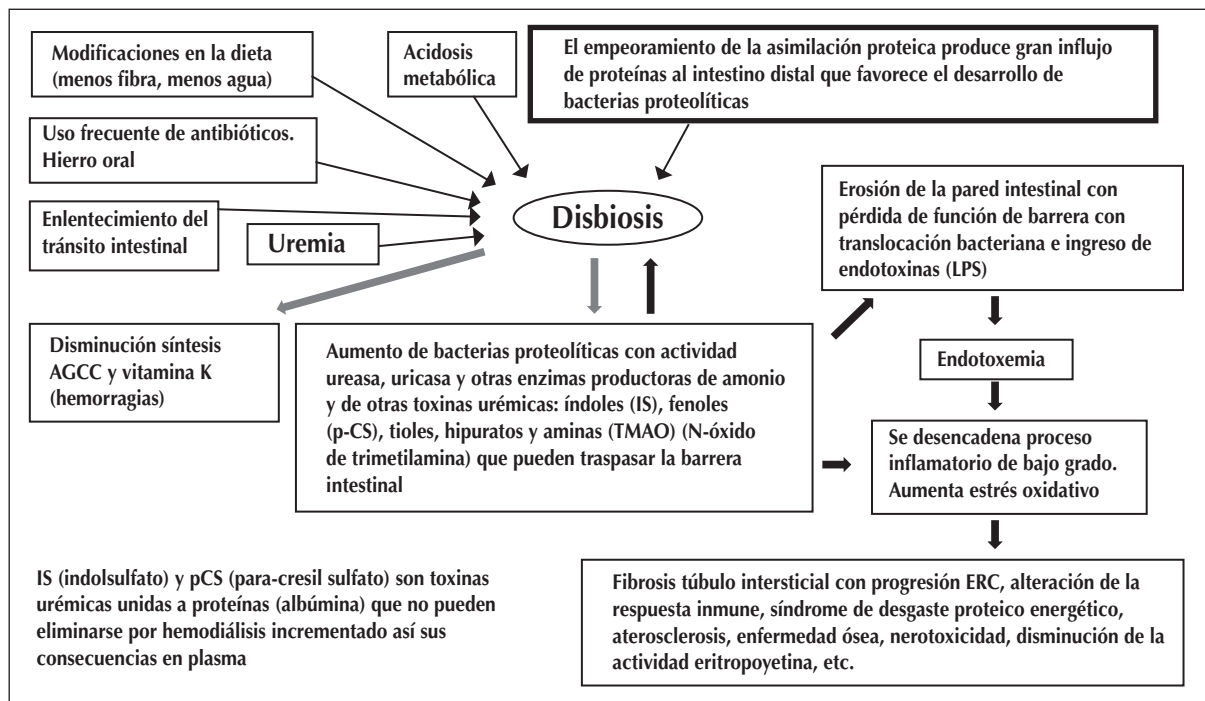 Modificaciones en la dieta
(menos fibra, menos agua)
Acidosis
metabólica
El empeoramiento de la asimilación proteica produce gran influjo
de proteínas al intestino distal que favorece el desarrollo de
bacterias proteolíticas
Uso frecuente de antibióticos.
Hierro oral
Enlentecimiento del
tránsito intestinal
Uremia
Disbiosis
Erosión de la pared intestinal con
pérdida de función de barrera con
translocación bacteriana e ingreso de
endotoxinas (LPS)
Disminución síntesis
AGCC y vitamina K
(hemorragias)
Aumento de bacterias proteolíticas con actividad
ureasa, uricasa y otras enzimas productoras de amonio
y de otras toxinas urémicas: índoles (IS), fenoles
(p-CS), tioles, hipuratos y aminas (TMAO) (N-óxido
de trimetilamina) que pueden traspasar la barrera
intestinal
Endotoxemia
Se desencadena proceso
inflamatorio de bajo grado.
Aumenta estrés oxidativo
IS (indolsulfato) y pCS (para-cresil sulfato) son toxinas
urémicas unidas a proteínas (albúmina) que no pueden
eliminarse por hemodiálisis incrementado así sus
consecuencias en plasma
Fibrosis túbulo intersticial con progresión ERC, alteración de la
respuesta inmune, síndrome de desgaste proteico energético,
aterosclerosis, enfermedad ósea, nerotoxicidad, disminución de la
actividad eritropoyetina, etc.